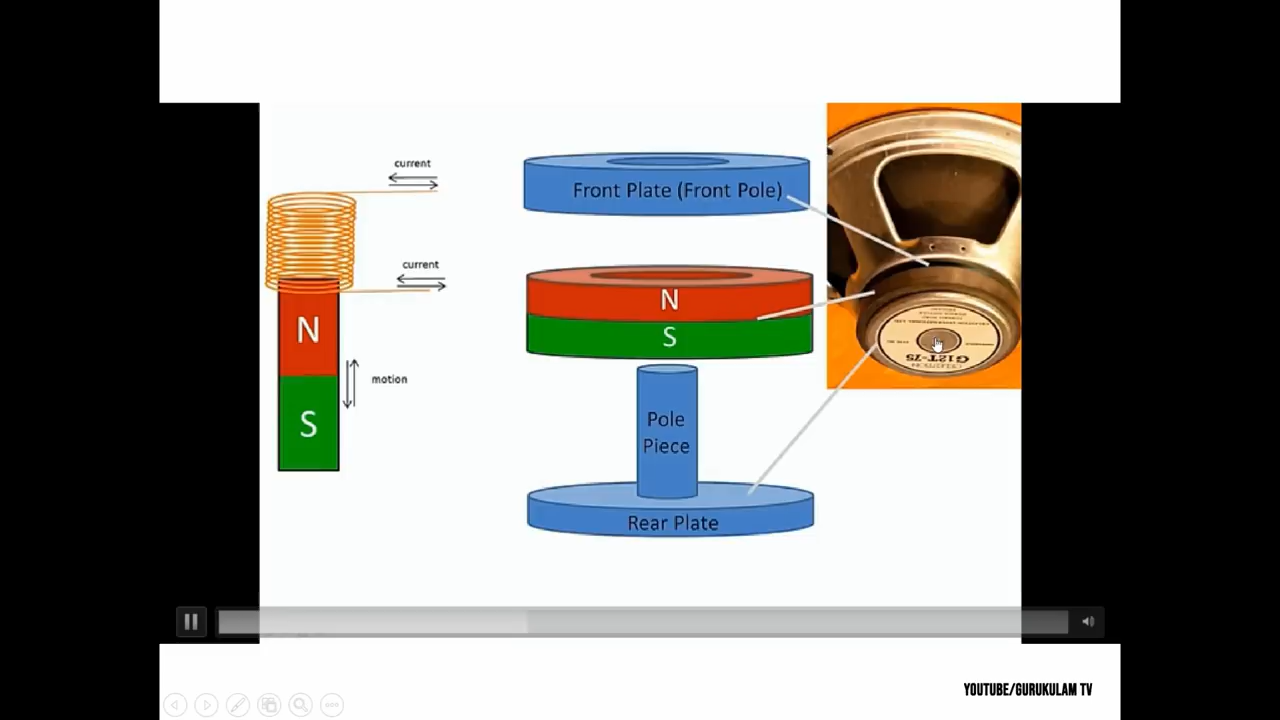 current
current
N
S
motion
Front Plate (Front Pole)
N
S
Pole
Piece
Rear Plate
G12T-75
YOUTUBE/GURUKULAM TV